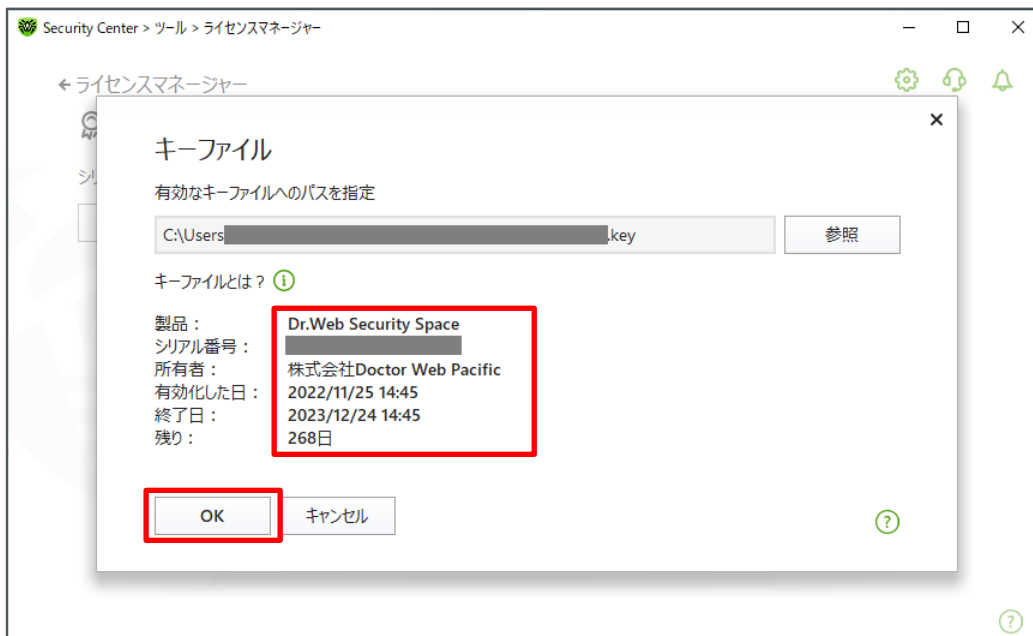 Security Center > ツール > ライセンスマネージャー
ライセンスマネージャー
シリ
キーファイル
有効なキーファイルへのパスを指定
C:\Users .key
参照
キーファイルとは？
製品： Dr.Web Security Space
シリアル番号：
所有者： 株式会社Doctor Web Pacific
有効化した日： 2022/11/25 14:45
終了日： 2023/12/24 14:45
残り： 268日
OK キャンセル